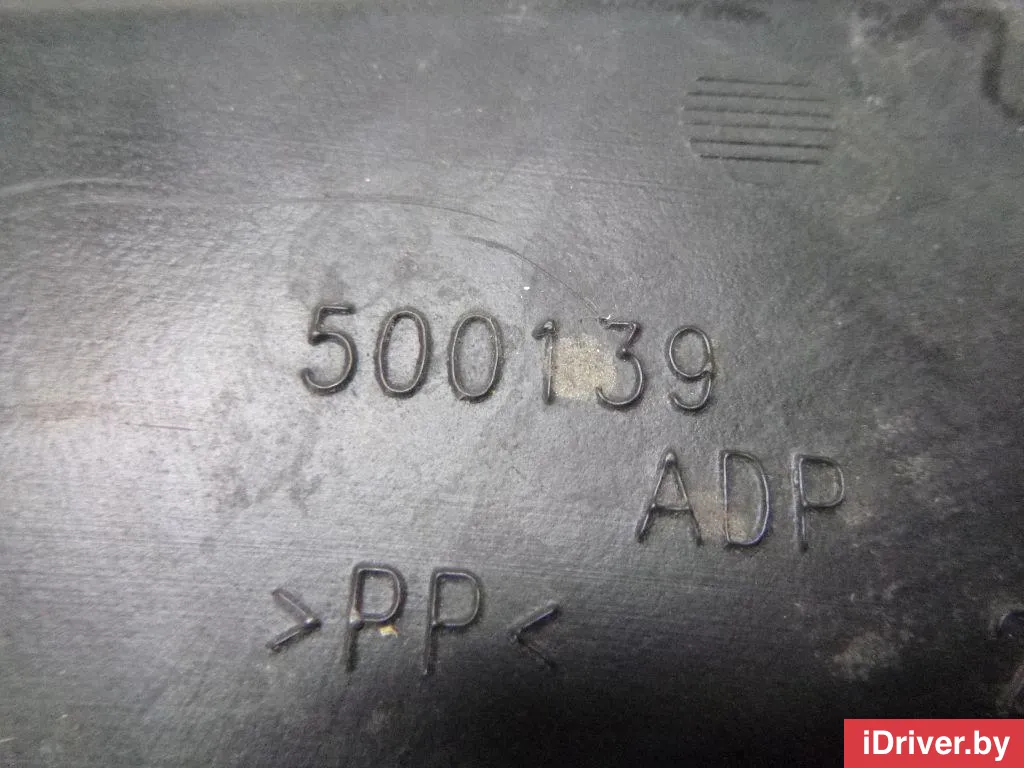 500139
ADP
>PP<
iDriver.by